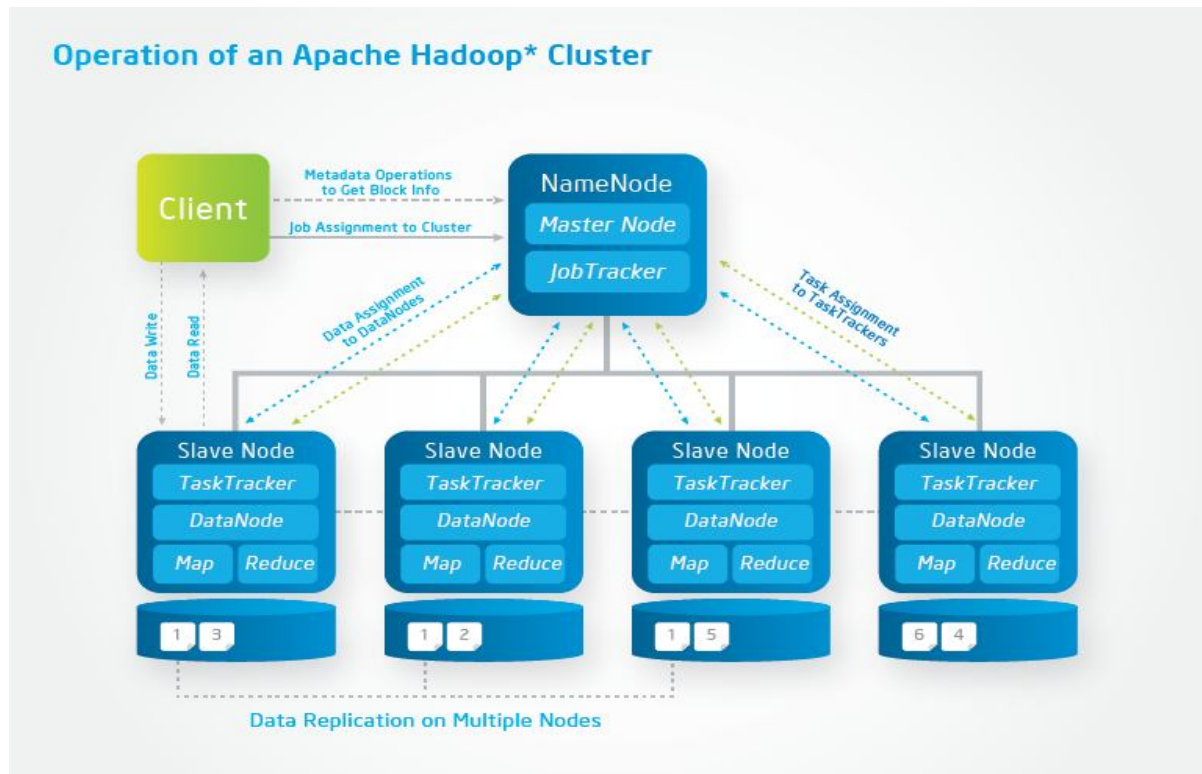 Operation of an Apache Hadoop* Cluster
Client
Metadata Operations
to Get Block Info
Job Assignment to Cluster
NameNode
Master Node
JobTracker
Data Write
Data Read
Data Assignment
to DataNodes
Task Assignment
to TaskTrackers
Slave Node
TaskTracker
DataNode
Map Reduce
1 3
Slave Node
TaskTracker
DataNode
Map Reduce
1 2
Slave Node
TaskTracker
DataNode
Map Reduce
1 5
Slave Node
TaskTracker
DataNode
Map Reduce
6 4
Data Replication on Multiple Nodes